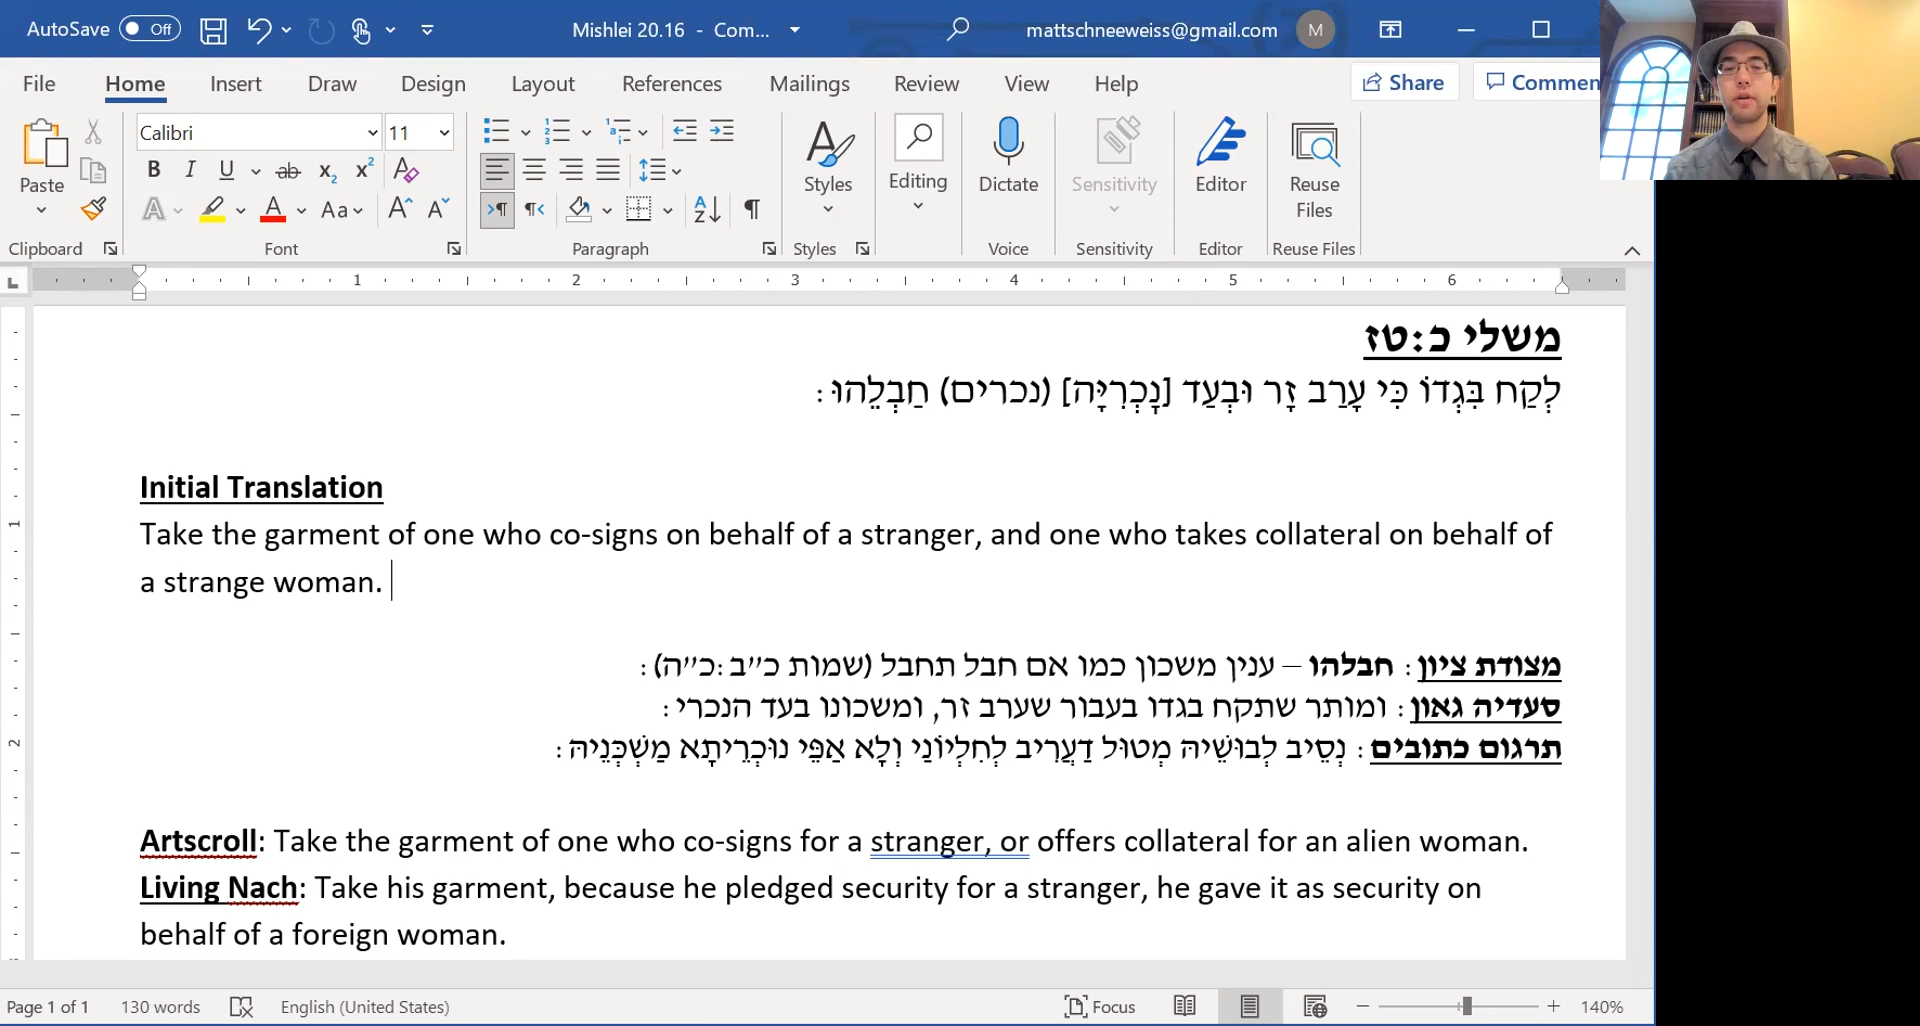 AutoSave Off Mishlei 20.16 - Com... mattschneeweiss@gmail.com M
File Home Insert Draw Design Layout References Mailings Review View Help Share Commen
Calibri 11
Paste Styles Editing Dictate Sensitivity Editor Reuse Files
Clipboard Font Paragraph Styles Voice Sensitivity Editor Reuse Files
1 2 3 4 5 6
משלי כ:טז
לְקַח בִּגְדוֹ כִּי עָרַב זָר וּבְעַד [נָכְרִיָּה] (נכרים) חַבְלֵהוּ:
Initial Translation
Take the garment of one who co-signs on behalf of a stranger, and one who takes collateral on behalf of
a strange woman.
מצודת ציון: חבלהו – ענין משכון כמו אם חבל תחבל (שמות כ״ב:כ״ה):
סעדיה גאון: ומותר שתקח בגדו בעבור שערב זר, ומשכונו בעד הנכרי:
תרגום כתובים: נְסֵיב לְבוּשֵׁיהּ מְטוּל דַעֲרִיב לְחִלְיוֹנַי וְלָא אַפֵּי נוּכְרֵיתָא מַשְׁכְּנֵיהּ:
Artscroll: Take the garment of one who co-signs for a stranger, or offers collateral for an alien woman.
Living Nach: Take his garment, because he pledged security for a stranger, he gave it as security on
behalf of a foreign woman.
Page 1 of 1 130 words English (United States) Focus 140%